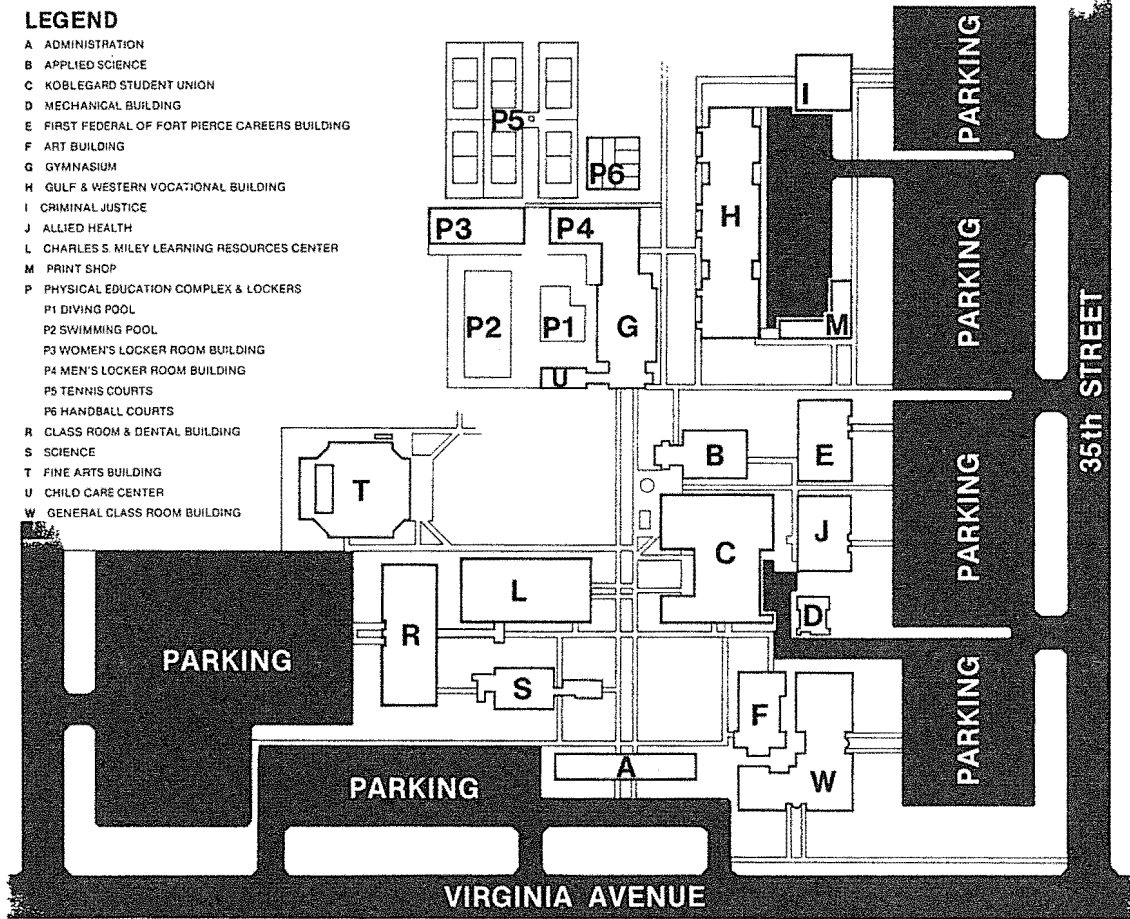 LEGEND
A ADMINISTRATION
B APPLIED SCIENCE
C KOBLEGARD STUDENT UNION
D MECHANICAL BUILDING
E FIRST FEDERAL OF FORT PIERCE CAREERS BUILDING
F ART BUILDING
G GYMNASIUM
H GULF & WESTERN VOCATIONAL BUILDING
I CRIMINAL JUSTICE
J ALLIED HEALTH
L CHARLES S. MILEY LEARNING RESOURCES CENTER
M PRINT SHOP
P PHYSICAL EDUCATION COMPLEX & LOCKERS
P1 DIVING POOL
P2 SWIMMING POOL
P3 WOMEN'S LOCKER ROOM BUILDING
P4 MEN'S LOCKER ROOM BUILDING
P5 TENNIS COURTS
P6 HANDBALL COURTS
R CLASS ROOM & DENTAL BUILDING
S SCIENCE
T FINE ARTS BUILDING
U CHILD CARE CENTER
W GENERAL CLASS ROOM BUILDING
P5
P6
P3
P4
P2
P1
G
U
I
H
M
B
E
T
C
J
D
L
R
S
F
A
W
PARKING
PARKING
PARKING
PARKING
PARKING
PARKING
35th STREET
VIRGINIA AVENUE